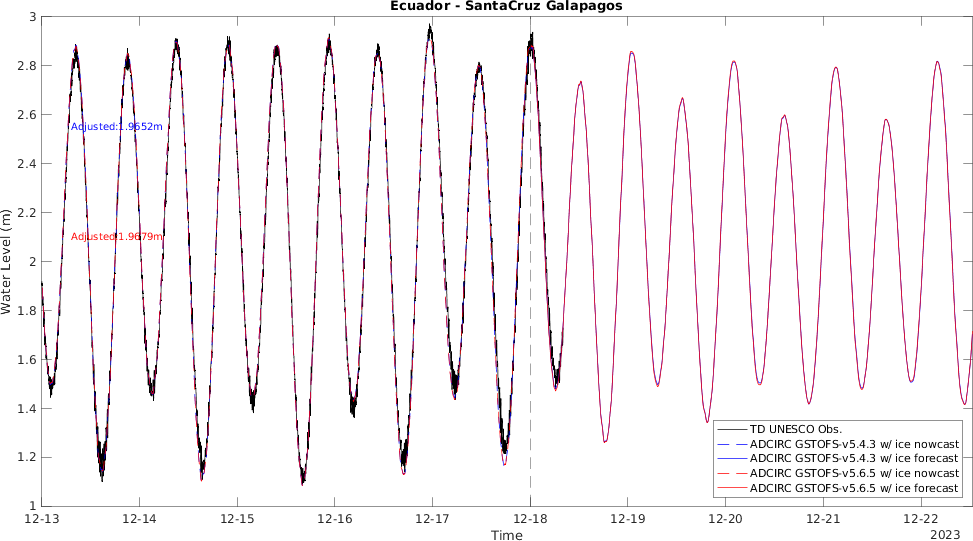 Ecuador - SantaCruz Galapagos
3
2.8
2.6
2.4
2.2
2
1.8
1.6
1.4
1.2
1
Water Level (m)
Adjusted:1.9652m
Adjusted:1.9679m
TD UNESCO Obs.
ADCIRC GSTOFS-v5.4.3 w/ ice nowcast
ADCIRC GSTOFS-v5.4.3 w/ ice forecast
ADCIRC GSTOFS-v5.6.5 w/ ice nowcast
ADCIRC GSTOFS-v5.6.5 w/ ice forecast
12-13 12-14 12-15 12-16 12-17 12-18 12-19 12-20 12-21 12-22
Time
2023